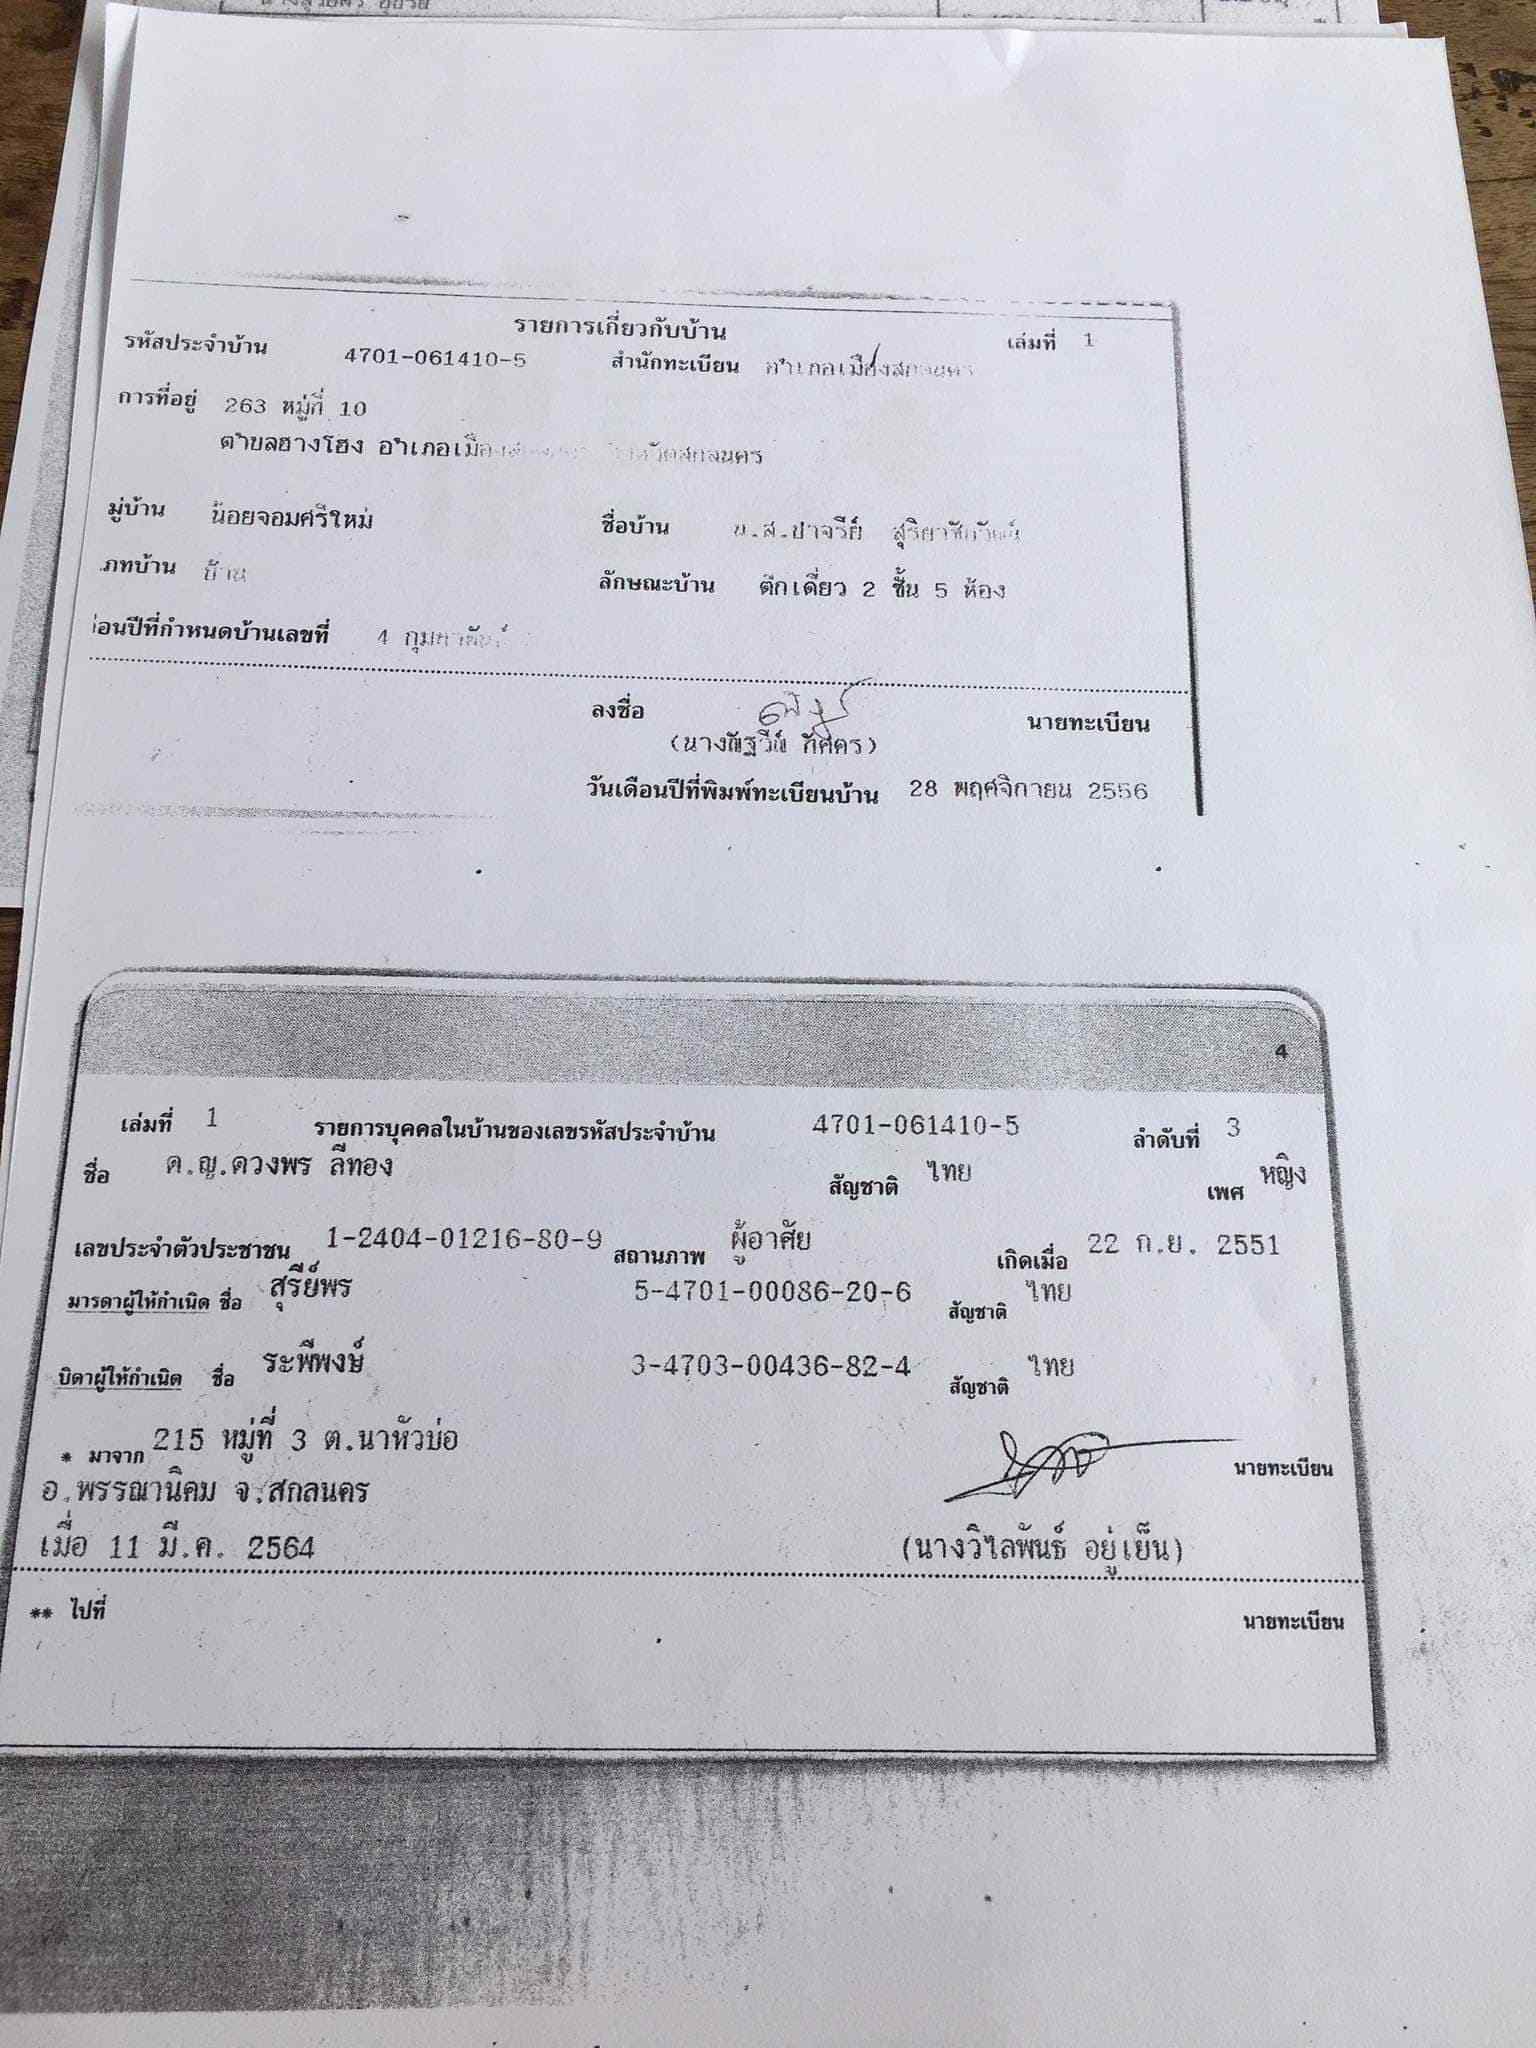 นางสุริยพร
รายการเกี่ยวกับบ้าน เล่มที่ 1
รหัสประจำบ้าน 4701-061410-5 สำนักทะเบียน อำเภอเมืองสกลนคร
การที่อยู่ 263 หมู่ที่ 10
ตำบลฮางโฮง อำเภอเมือง จังหวัดสกลนคร
มู่บ้าน น้อยจอมศรีใหม่ ชื่อบ้าน น.ส.ปาจรีย์
ภทบ้าน บ้าน ลักษณะบ้าน ตึกเดี่ยว 2 ชั้น 5 ห้อง
อนปีที่กำหนดบ้านเลขที่ 4 กุมภาพันธ์
ลงชื่อ นายทะเบียน
วันเดือนปีที่พิมพ์ทะเบียนบ้าน 28 พฤศจิกายน 2556
4
เล่มที่ 1 รายการบุคคลในบ้านของเลขรหัสประจำบ้าน 4701-061410-5 ลำดับที่ 3
ชื่อ ด.ญ.ดวงพร ลีทอง สัญชาติ ไทย เพศ หญิง
เลขประจำตัวประชาชน 1-2404-01216-80-9 สถานภาพ ผู้อาศัย เกิดเมื่อ 22 ก.ย. 2551
มารดาผู้ให้กำเนิด ชื่อ สุรีย์พร 5-4701-00086-20-6 สัญชาติ ไทย
บิดาผู้ให้กำเนิด ชื่อ ระพีพงษ์ 3-4703-00436-82-4 สัญชาติ ไทย
* มาจาก 215 หมู่ที่ 3 ต.นาหัวบ่อ
อ.พรรณานิคม จ.สกลนคร นายทะเบียน
เมื่อ 11 มี.ค. 2564 (นางวิไลพันธ์ อยู่เย็น)
** ไปที่ นายทะเบียน